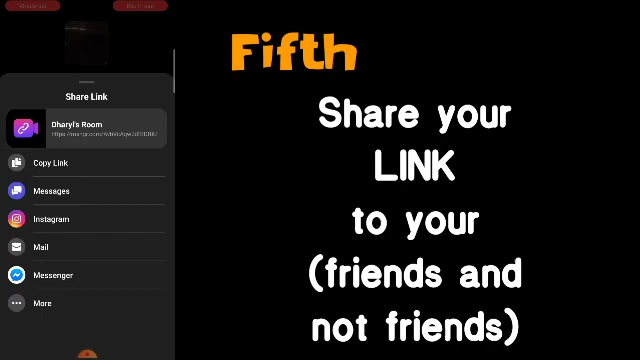 Share Link
Dharyl's Room
Copy Link
Messages
Instagram
Mail
Messenger
More
Fifth
Share your
LINK
to your
(friends and
not friends)